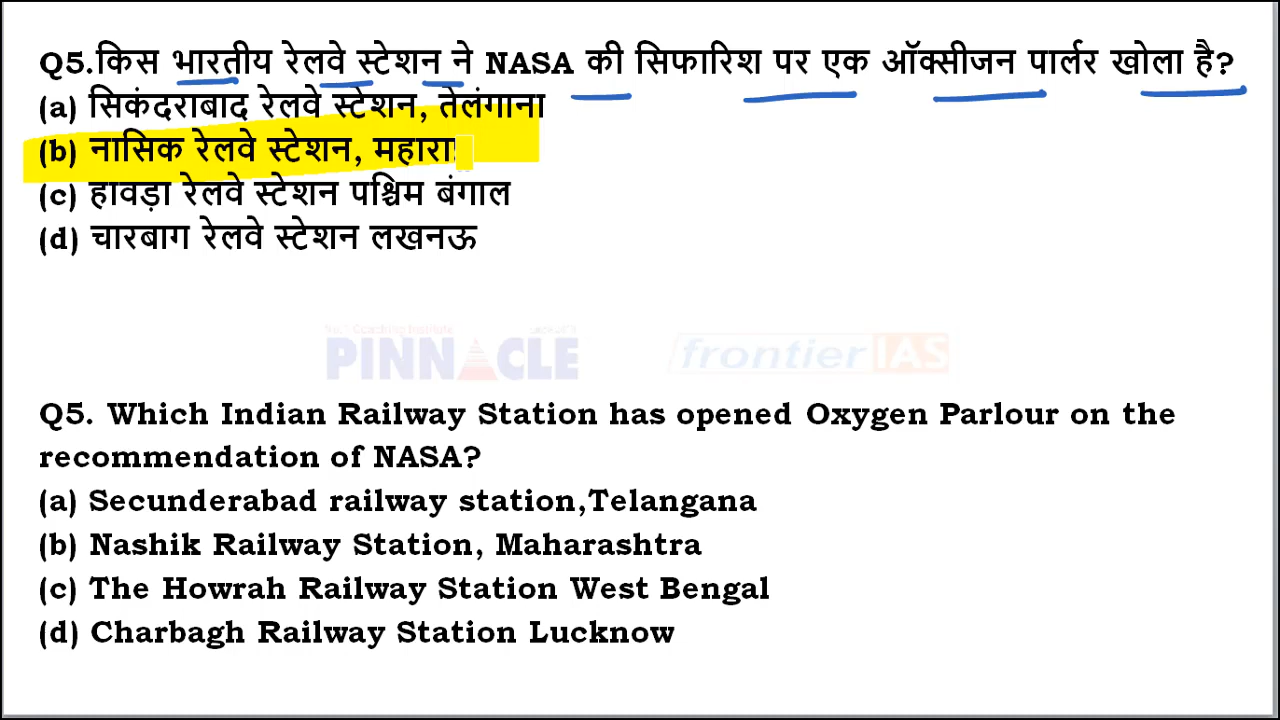 Q5.किस भारतीय रेलवे स्टेशन ने NASA की सिफारिश पर एक ऑक्सीजन पार्लर खोला है?
(a) सिकंदराबाद रेलवे स्टेशन, तेलंगाना
(b) नासिक रेलवे स्टेशन,
(c) हावड़ा रेलवे स्टेशन पश्चिम बंगाल
(d) चारबाग रेलवे स्टेशन लखनऊ
PINNACLE
frontier IAS
Q5. Which Indian Railway Station has opened Oxygen Parlour on the
recommendation of NASA?
(a) Secunderabad railway station,Telangana
(b) Nashik Railway Station, Maharashtra
(c) The Howrah Railway Station West Bengal
(d) Charbagh Railway Station Lucknow